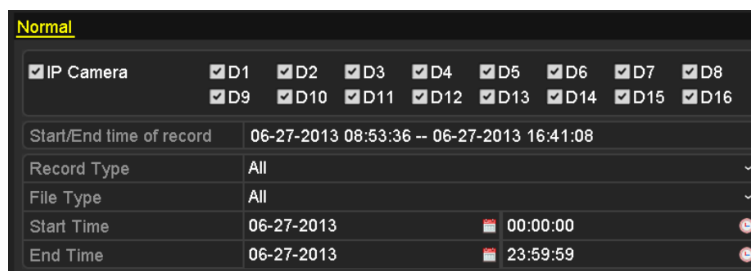 Normal
IP Camera D1 D2 D3 D4 D5 D6 D7 D8
D9 D10 D11 D12 D13 D14 D15 D16
Start/End time of record 06-27-2013 08:53:36 -- 06-27-2013 16:41:08
Record Type All
File Type All
Start Time 06-27-2013 00:00:00
End Time 06-27-2013 23:59:59